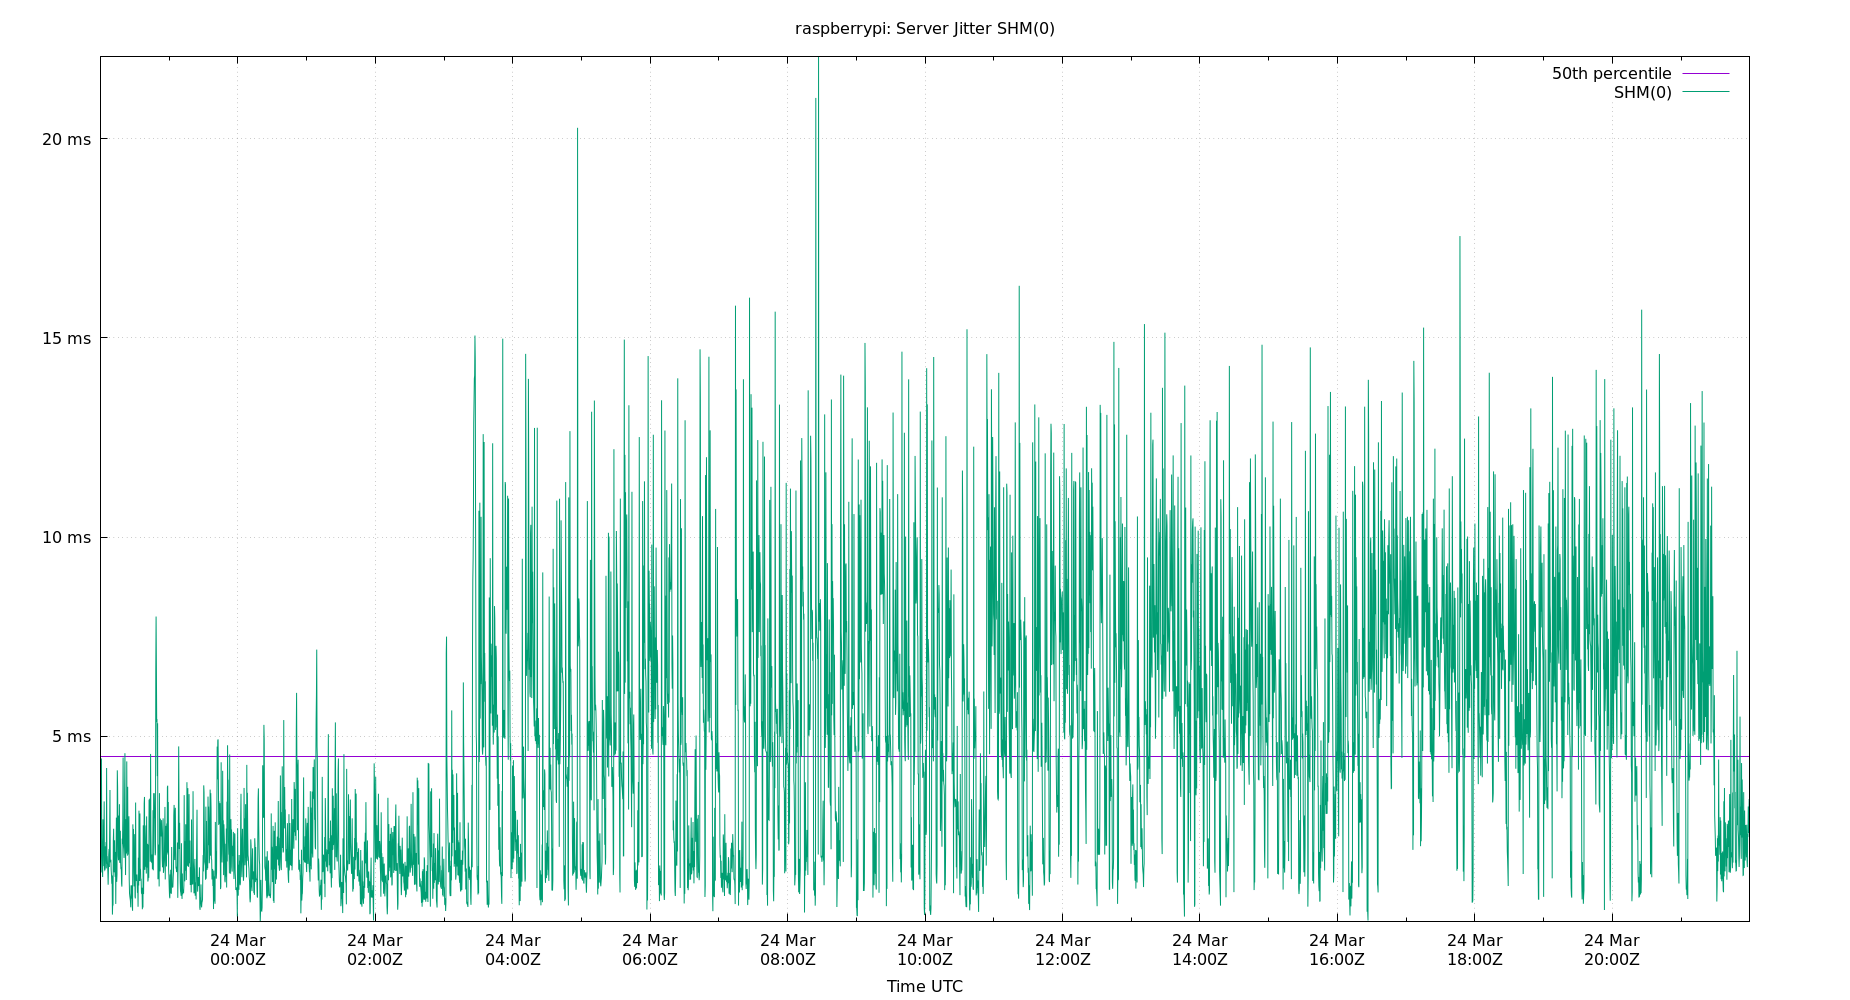 raspberrypi: Server Jitter SHM(0)
50th percentile
SHM(0)
20 ms
15 ms
10 ms
5 ms
24 Mar 24 Mar 24 Mar 24 Mar 24 Mar 24 Mar 24 Mar 24 Mar 24 Mar 24 Mar 24 Mar
00:00Z 02:00Z 04:00Z 06:00Z 08:00Z 10:00Z 12:00Z 14:00Z 16:00Z 18:00Z 20:00Z
Time UTC